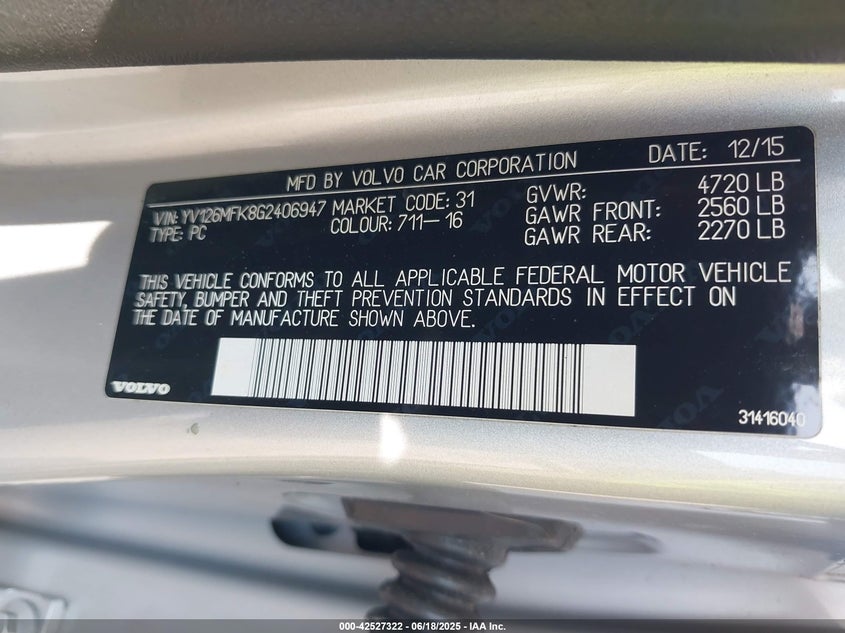 MFD BY VOLVO CAR CORPORATION DATE: 12/15
VIN: YV126MFK8G2406947 MARKET CODE: 31 GVWR: 4720 LB
TYPE: PC COLOUR: 711-16 GAWR FRONT: 2560 LB
GAWR REAR: 2270 LB
THIS VEHICLE CONFORMS TO ALL APPLICABLE FEDERAL MOTOR VEHICLE
SAFETY, BUMPER AND THEFT PREVENTION STANDARDS IN EFFECT ON
THE DATE OF MANUFACTURE SHOWN ABOVE.
VOLVO
31416040
000-42527322 - 06/18/2025 - IAA Inc.